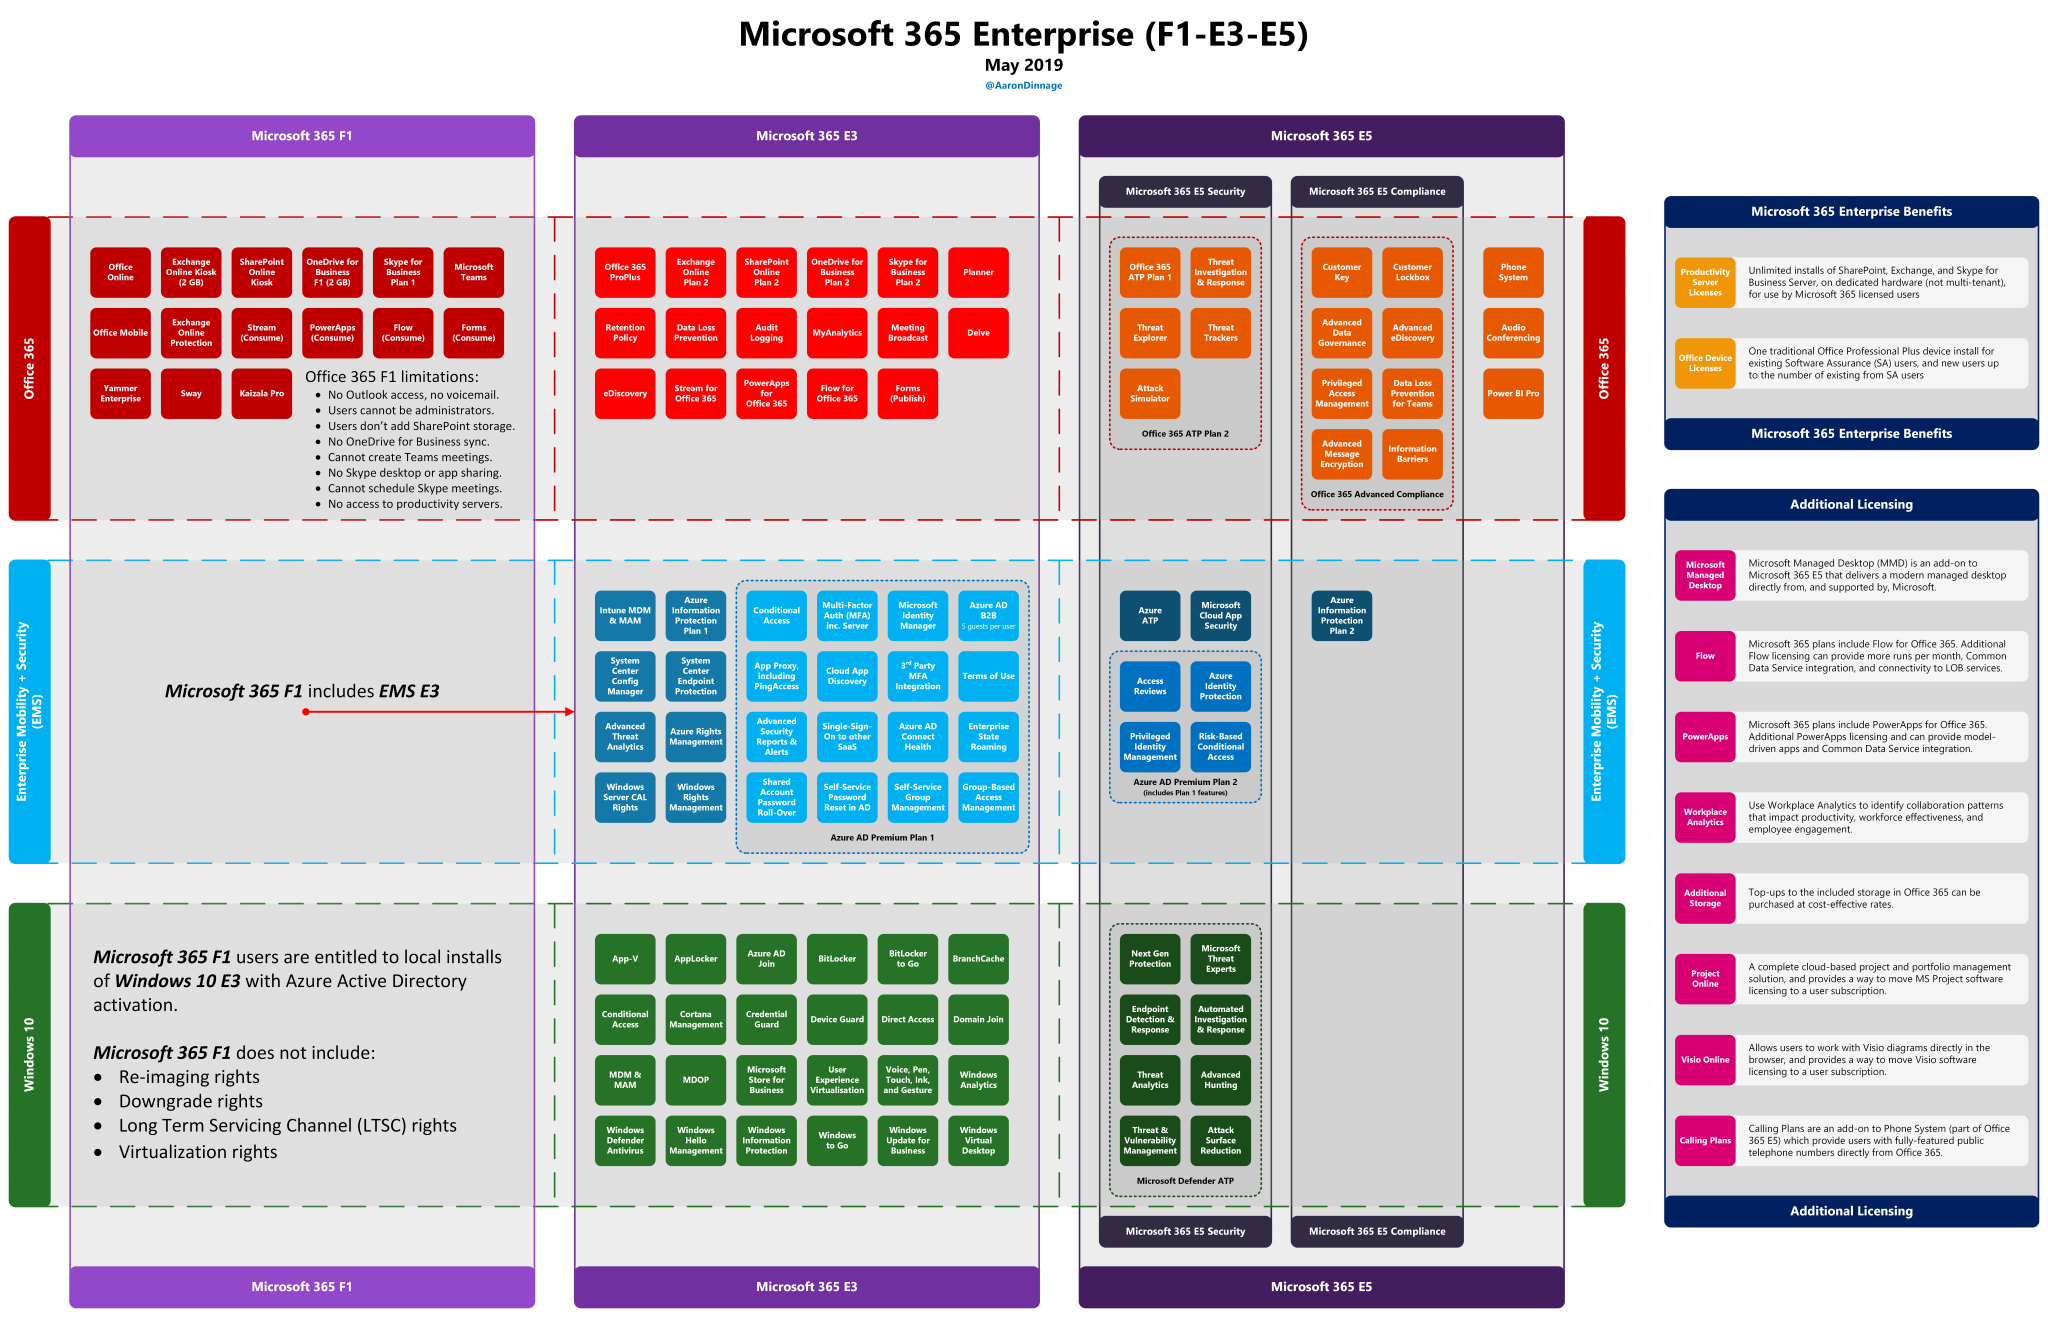 Microsoft 365 Enterprise (F1-E3-E5)
May 2019
@AaronDinnage
Microsoft 365 F1
Office 365
Office
Online
Exchange
Online Kiosk
(2 GB)
SharePoint
Online
Kiosk
OneDrive for
Business
F1 (2 GB)
Skype for
Business
Plan 1
Microsoft
Teams
Office Mobile
Exchange
Online
Protection
Stream
(Consume)
PowerApps
(Consume)
Flow
(Consume)
Forms
(Consume)
Yammer
Enterprise
Sway
Kaizala Pro
Office 365 F1 limitations:
• No Outlook access, no voicemail.
• Users cannot be administrators.
• Users don't add SharePoint storage.
• No OneDrive for Business sync.
• Cannot create Teams meetings.
• No Skype desktop or app sharing.
• Cannot schedule Skype meetings.
• No access to productivity servers.
Enterprise Mobility + Security
(EMS)
Microsoft 365 F1 includes EMS E3
Windows 10
Microsoft 365 F1 users are entitled to local installs
of Windows 10 E3 with Azure Active Directory
activation.
Microsoft 365 F1 does not include:
• Re-imaging rights
• Downgrade rights
• Long Term Servicing Channel (LTSC) rights
• Virtualization rights
Microsoft 365 F1
Microsoft 365 E3
Office 365
ProPlus
Exchange
Online
Plan 2
SharePoint
Online
Plan 2
OneDrive for
Business
Plan 2
Skype for
Business
Plan 2
Planner
Retention
Policy
Data Loss
Prevention
Audit
Logging
MyAnalytics
Meeting
Broadcast
Delve
eDiscovery
Stream for
Office 365
PowerApps
for
Office 365
Flow for
Office 365
Forms
(Publish)
Intune MDM
& MAM
Azure
Information
Protection
Plan 1
Conditional
Access
Multi-Factor
Auth (MFA)
inc. Server
Microsoft
Identity
Manager
Azure AD
B2B
5 guests per user
System
Center
Config
Manager
System
Center
Endpoint
Protection
App Proxy,
including
PingAccess
Cloud App
Discovery
3rd Party
MFA
Integration
Terms of Use
Advanced
Threat
Analytics
Azure Rights
Management
Advanced
Security
Reports &
Alerts
Single-Sign-
On to other
SaaS
Azure AD
Connect
Health
Enterprise
State
Roaming
Windows
Server CAL
Rights
Windows
Rights
Management
Shared
Account
Password
Roll-Over
Self-Service
Password
Reset in AD
Self-Service
Group
Management
Group-Based
Access
Management
Azure AD Premium Plan 1
App-V
AppLocker
Azure AD
Join
BitLocker
BitLocker
to Go
BranchCache
Conditional
Access
Cortana
Management
Credential
Guard
Device Guard
Direct Access
Domain Join
MDM &
MAM
MDOP
Microsoft
Store for
Business
User
Experience
Virtualisation
Voice, Pen,
Touch, Ink,
and Gesture
Windows
Analytics
Windows
Defender
Antivirus
Windows
Hello
Management
Windows
Information
Protection
Windows
to Go
Windows
Update for
Business
Windows
Virtual
Desktop
Microsoft 365 E3
Microsoft 365 E5
Microsoft 365 E5 Security
Microsoft 365 E5 Compliance
Office 365
ATP Plan 1
Threat
Investigation
& Response
Threat
Explorer
Threat
Trackers
Attack
Simulator
Office 365 ATP Plan 2
Customer
Key
Customer
Lockbox
Advanced
Data
Governance
Advanced
eDiscovery
Privileged
Access
Management
Data Loss
Prevention
for Teams
Advanced
Message
Encryption
Information
Barriers
Office 365 Advanced Compliance
Phone
System
Audio
Conferencing
Power BI Pro
Office 365
Azure
ATP
Microsoft
Cloud App
Security
Access
Reviews
Azure
Identity
Protection
Privileged
Identity
Management
Risk-Based
Conditional
Access
Azure AD Premium Plan 2
(includes Plan 1 features)
Azure
Information
Protection
Plan 2
Enterprise Mobility + Security
(EMS)
Next Gen
Protection
Microsoft
Threat
Experts
Endpoint
Detection &
Response
Automated
Investigation
& Response
Threat
Analytics
Advanced
Hunting
Threat &
Vulnerability
Management
Attack
Surface
Reduction
Microsoft Defender ATP
Windows 10
Microsoft 365 E5 Security
Microsoft 365 E5 Compliance
Microsoft 365 E5
Microsoft 365 Enterprise Benefits
Productivity
Server
Licenses
Unlimited installs of SharePoint, Exchange, and Skype for
Business Server, on dedicated hardware (not multi-tenant),
for use by Microsoft 365 licensed users
Office Device
Licenses
One traditional Office Professional Plus device install for
existing Software Assurance (SA) users, and new users up
to the number of existing from SA users
Microsoft 365 Enterprise Benefits
Additional Licensing
Microsoft
Managed
Desktop
Microsoft Managed Desktop (MMD) is an add-on to
Microsoft 365 E5 that delivers a modern managed desktop
directly from, and supported by, Microsoft.
Flow
Microsoft 365 plans include Flow for Office 365. Additional
Flow licensing can provide more runs per month, Common
Data Service integration, and connectivity to LOB services.
PowerApps
Microsoft 365 plans include PowerApps for Office 365.
Additional PowerApps licensing and can provide model-
driven apps and Common Data Service integration.
Workplace
Analytics
Use Workplace Analytics to identify collaboration patterns
that impact productivity, workforce effectiveness, and
employee engagement.
Additional
Storage
Top-ups to the included storage in Office 365 can be
purchased at cost-effective rates.
Project
Online
A complete cloud-based project and portfolio management
solution, and provides a way to move MS Project software
licensing to a user subscription.
Visio Online
Allows users to work with Visio diagrams directly in the
browser, and provides a way to move Visio software
licensing to a user subscription.
Calling Plans
Calling Plans are an add-on to Phone System (part of Office
365 E5) which provide users with fully-featured public
telephone numbers directly from Office 365.
Additional Licensing